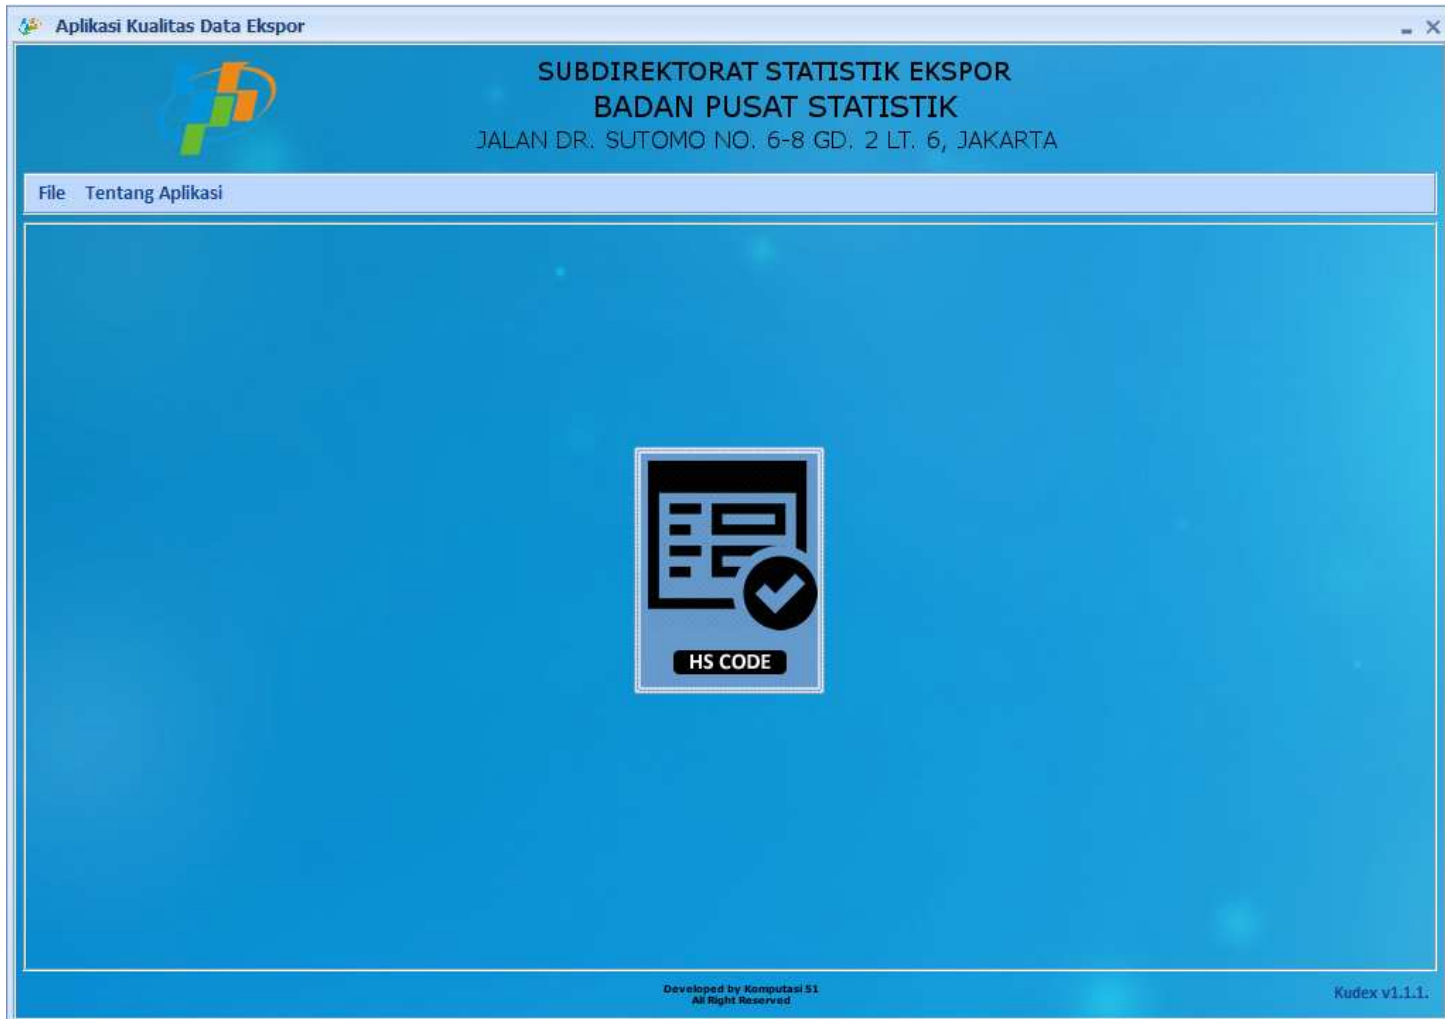 Aplikasi Kualitas Data Ekspor
SUBDIREKTORAT STATISTIK EKSPOR
BADAN PUSAT STATISTIK
JALAN DR. SUTOMO NO. 6-8 GD. 2 LT. 6, JAKARTA
File Tentang Aplikasi
HS CODE
Developed by Komputasi 51
All Right Reserved
Kudex v1.1.1.